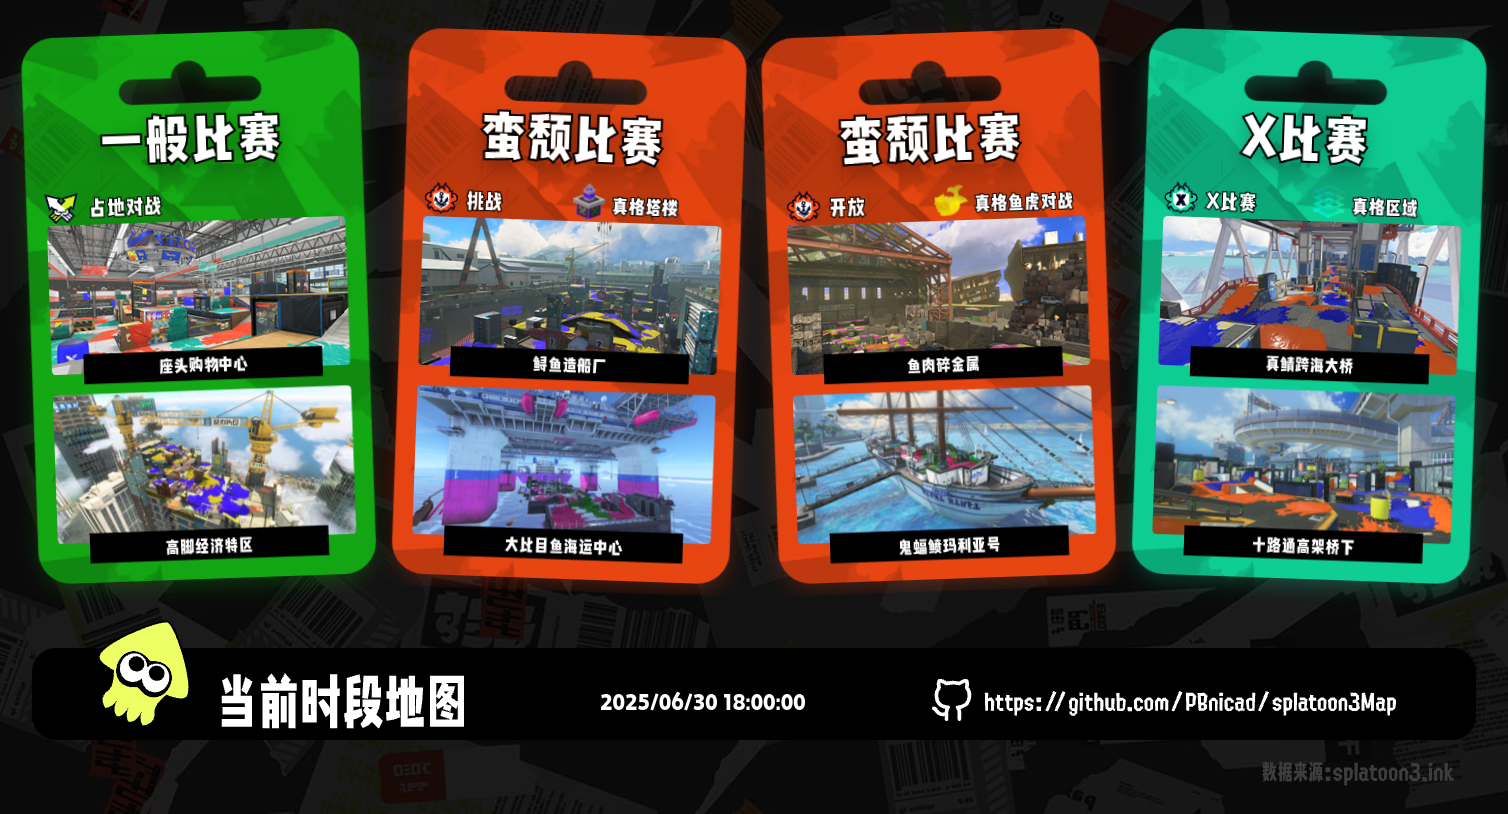 一般比赛
占地对战
座头购物中心
高脚经济特区
蛮颓比赛
挑战
真格塔楼
鲟鱼造船厂
大比目鱼海运中心
蛮颓比赛
开放
真格鱼虎对战
鱼肉碎金属
鬼蝠鲼玛利亚号
X比赛
X比赛
真格区域
真鲭跨海大桥
十路通高架桥下
当前时段地图
2025/06/30 18:00:00
https://github.com/PBnicad/splatoon3Map
数据来源:splatoon3.ink